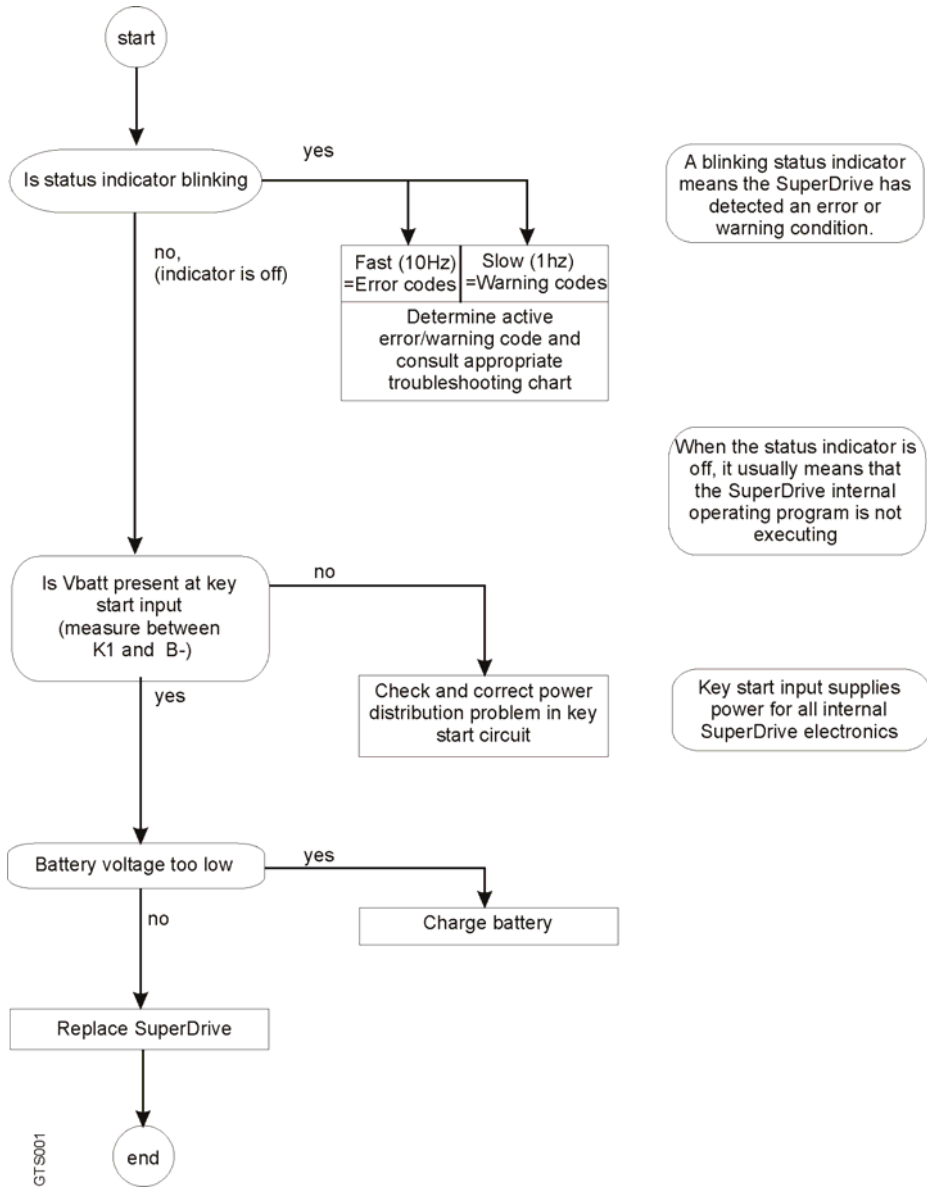 start
Is status indicator blinking
yes
no,
(indicator is off)
Fast (10Hz)
=Error codes
Slow (1hz)
=Warning codes
Determine active
error/warning code and
consult appropriate
troubleshooting chart
A blinking status indicator
means the SuperDrive has
detected an error or
warning condition.
When the status indicator is
off, it usually means that
the SuperDrive internal
operating program is not
executing
Is Vbatt present at key
start input
(measure between
K1 and B-)
no
yes
Check and correct power
distribution problem in key
start circuit
Key start input supplies
power for all internal
SuperDrive electronics
Battery voltage too low
yes
no
Charge battery
Replace SuperDrive
end
GTS001